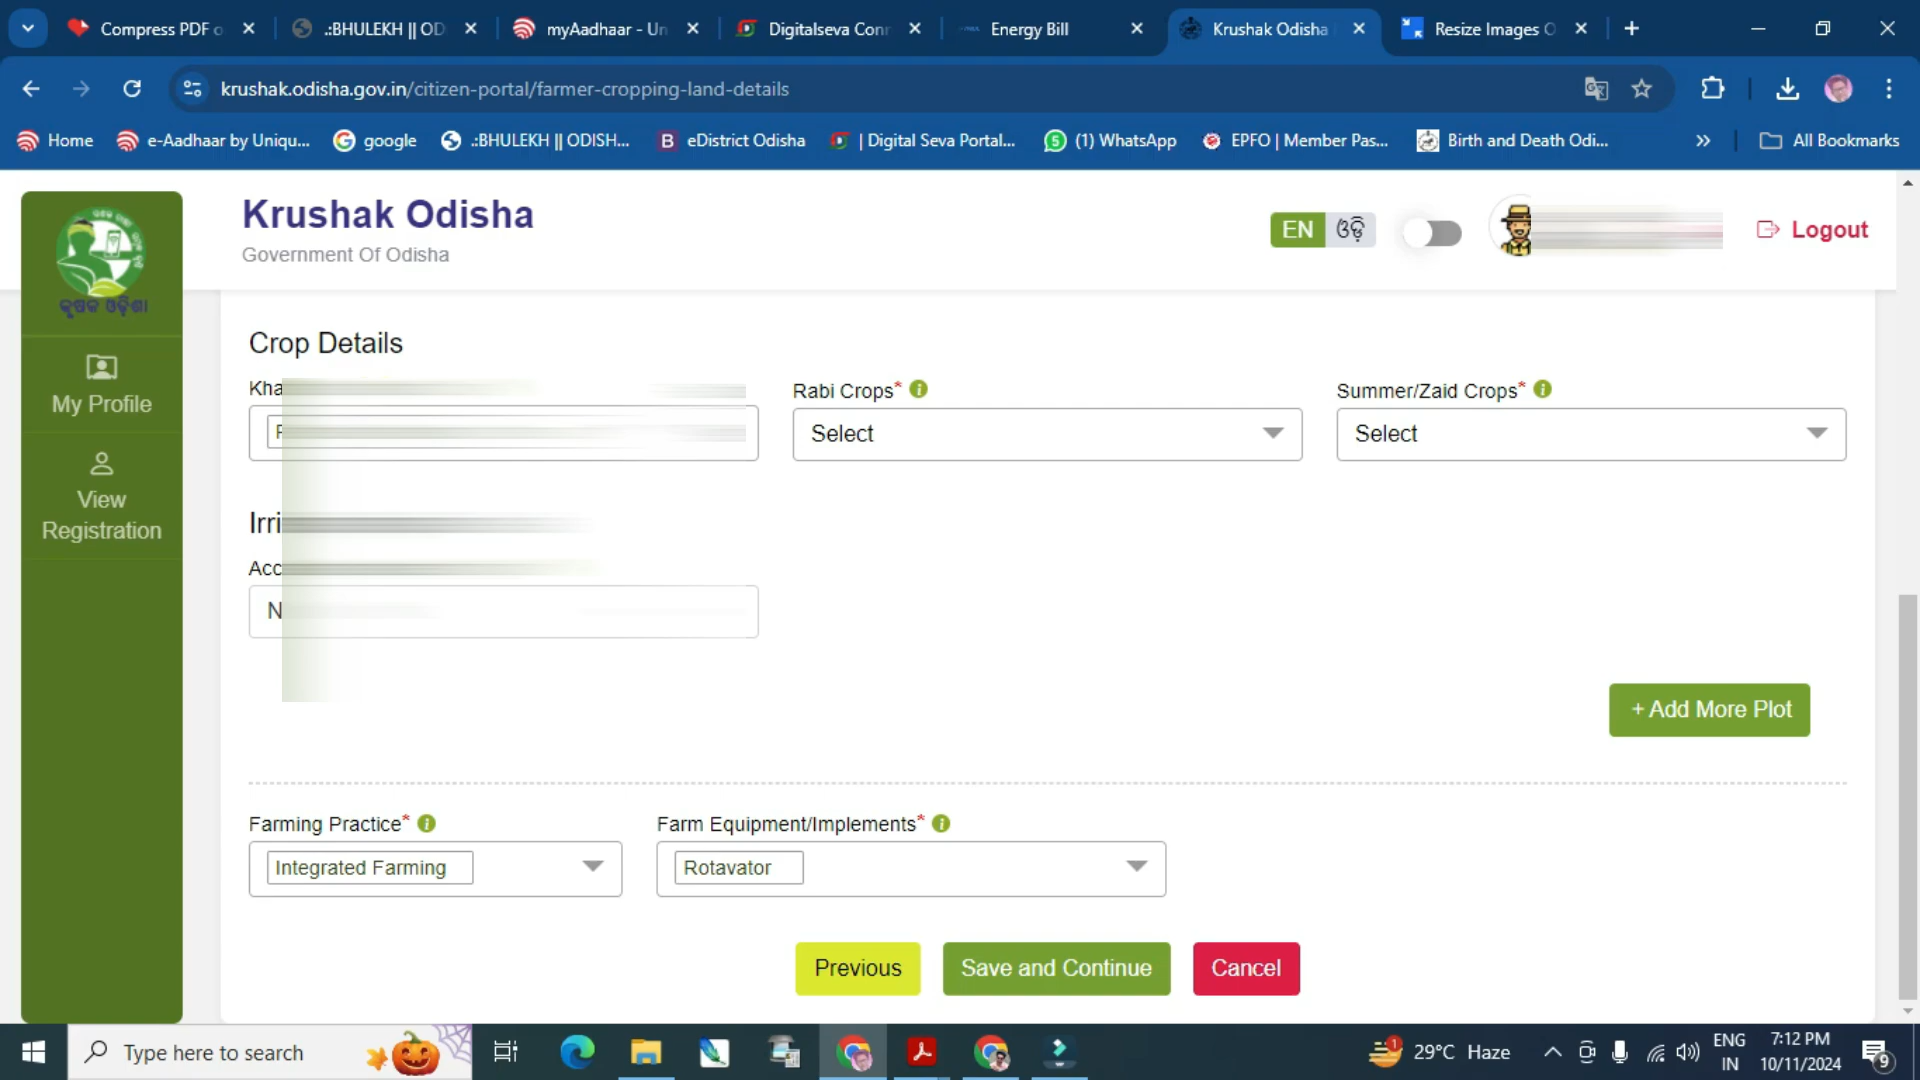 Compress PDF o
.:BHULEKH || OD
myAadhaar - Un
Digitalseva Conn
Energy Bill
Krushak Odisha
Resize Images O
krushak.odisha.gov.in/citizen-portal/farmer-cropping-land-details
Home
e-Aadhaar by Uniqu...
google
.:BHULEKH || ODISH...
eDistrict Odisha
| Digital Seva Portal...
(1) WhatsApp
EPFO | Member Pas...
Birth and Death Odi...
All Bookmarks
କୃଷକ ଓଡ଼ିଶା
My Profile
View
Registration
Krushak Odisha
Government Of Odisha
EN ଓଡ଼ି
Logout
Crop Details
Kha
Rabi Crops*
Select
Summer/Zaid Crops*
Select
Irri
Acc
N
+ Add More Plot
Farming Practice*
Integrated Farming
Farm Equipment/Implements*
Rotavator
Previous
Save and Continue
Cancel
Type here to search
29°C Haze
ENG
IN
7:12 PM
10/11/2024
9